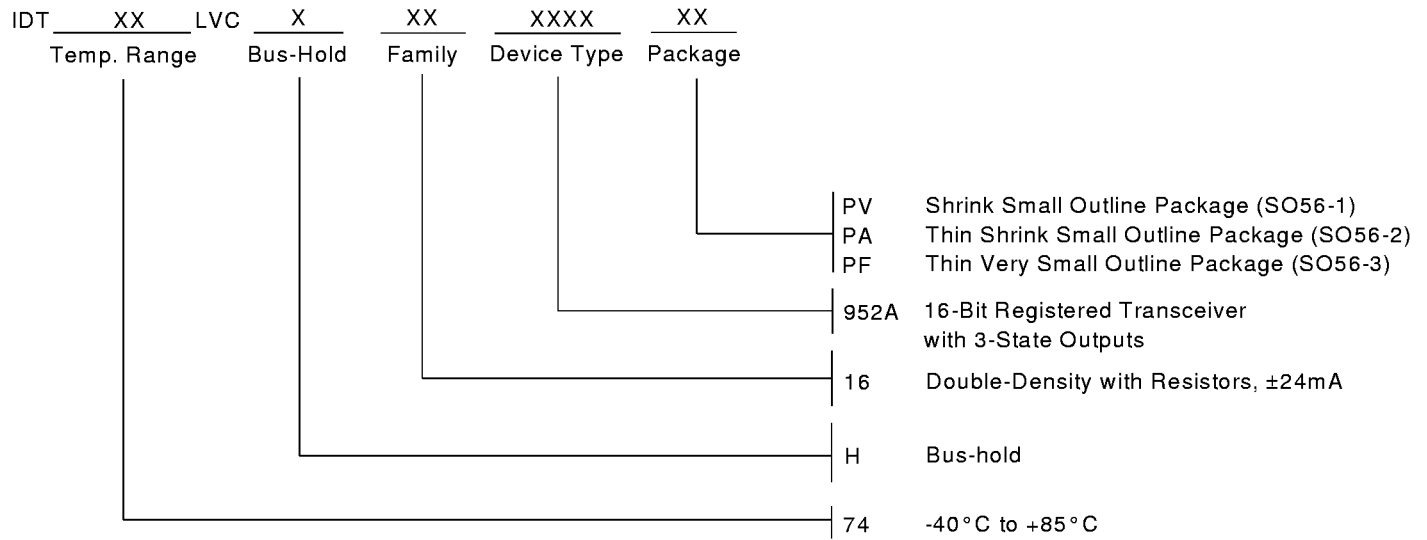 IDT XX LVC X XX XXXX XX
Temp. Range Bus-Hold Family Device Type Package
PV Shrink Small Outline Package (SO56-1)
PA Thin Shrink Small Outline Package (SO56-2)
PF Thin Very Small Outline Package (SO56-3)
952A 16-Bit Registered Transceiver
with 3-State Outputs
16 Double-Density with Resistors, ±24mA
H Bus-hold
74 -40°C to +85°C